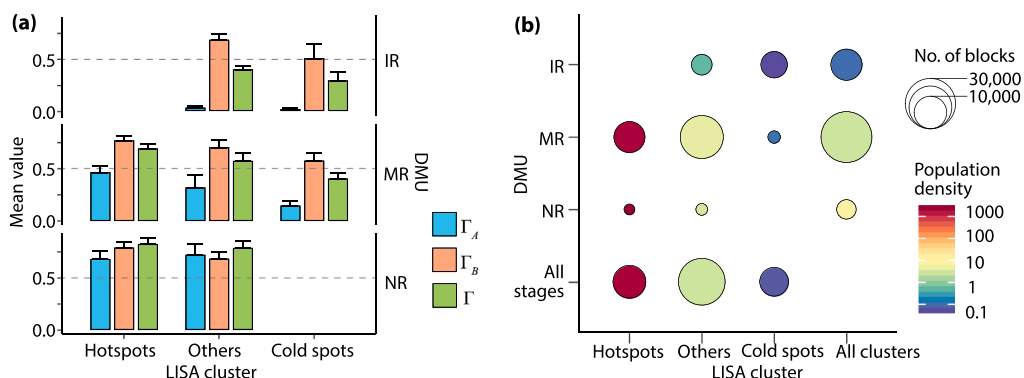 (a)
Mean value
0.5
0.0
IR
0.5
0.0
MR
0.5
0.0
NR
DMU
Hotspots Others Cold spots
LISA cluster
Γ_A
Γ_B
Γ
(b)
DMU
IR
MR
NR
All
stages
Hotspots Others Cold spots All clusters
LISA cluster
No. of blocks
30,000
10,000
Population
density
1000
100
10
1
0.1